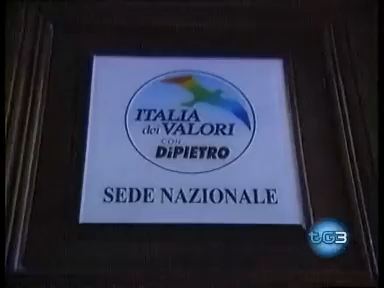 ITALIA
dei VALORI
CON
DiPIETRO
SEDE NAZIONALE
tG3